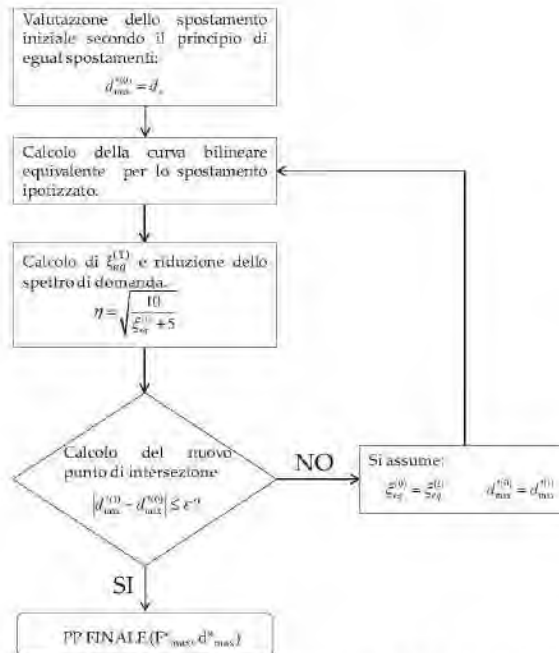 Valutazione dello spostamento
iniziale secondo il principio di
egual spostamenti:
d*(0)max = de
Calcolo della curva bilineare
equivalente per lo spostamento
ipotizzato.
Calcolo di ξ(1)eq e riduzione dello
spettro di domanda.
η = √(10 / (ξ(1)eq + 5))
Calcolo del nuovo
punto di intersezione
|d*(1)max − d*(0)max| ≤
NO
Si assume:
ξ(0)eq = ξ(1)eq d*(0)max = d*(1)max
SI
PP FINALE (F*max, d*max)